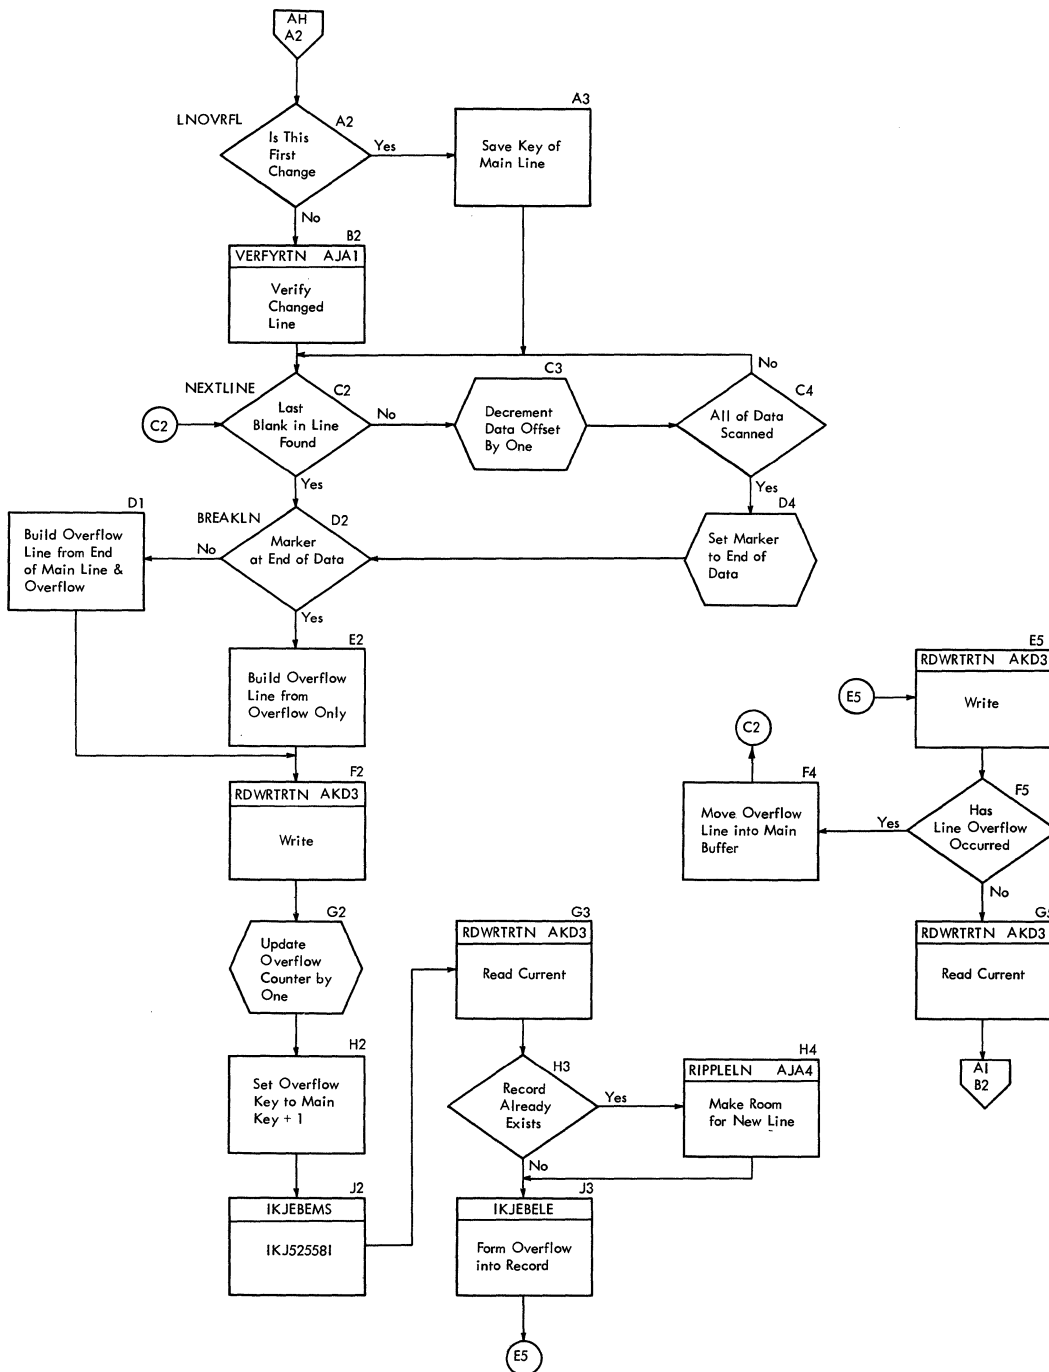 AH
A2
LNOVRFL
A2
Is This
First
Change
Yes
No
A3
Save Key of
Main Line
B2
VERFYRTN AJA1
Verify
Changed
Line
NEXTLINE
C2
C2
Last
Blank in Line
Found
No
Yes
C3
Decrement
Data Offset
By One
No
C4
All of Data
Scanned
Yes
D1
Build Overflow
Line from End
of Main Line &
Overflow
BREAKLN
D2
No
Marker
at End of Data
Yes
D4
Set Marker
to End of
Data
E2
Build Overflow
Line from
Overflow Only
E5
E5
RDWRTRTN AKD3
Write
F2
RDWRTRTN AKD3
Write
C2
F4
Move Overflow
Line into Main
Buffer
Yes
F5
Has
Line Overflow
Occurred
No
G2
Update
Overflow
Counter by
One
G3
RDWRTRTN AKD3
Read Current
G5
RDWRTRTN AKD3
Read Current
H2
Set Overflow
Key to Main
Key + 1
H3
Record
Already
Exists
Yes
No
H4
RIPPLELN AJA4
Make Room
for New Line
AI
B2
J2
IKJEBEMS
IKJ52558I
J3
IKJEBELE
Form Overflow
into Record
E5